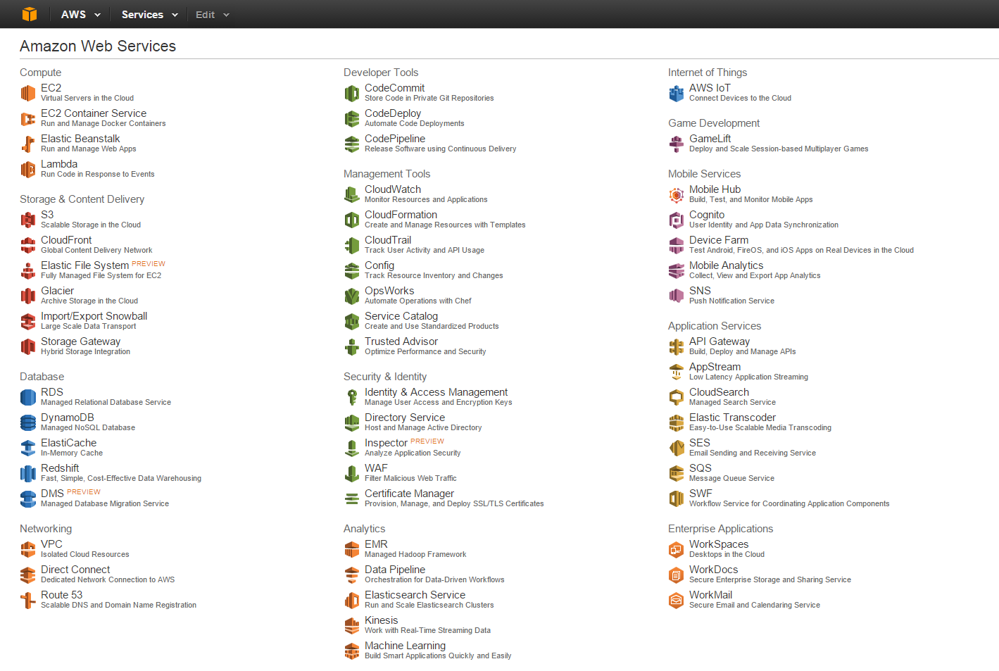 AWS Services Edit
Amazon Web Services
Compute
EC2
Virtual Servers in the Cloud
EC2 Container Service
Run and Manage Docker Containers
Elastic Beanstalk
Run and Manage Web Apps
Lambda
Run Code in Response to Events
Storage & Content Delivery
S3
Scalable Storage in the Cloud
CloudFront
Global Content Delivery Network
Elastic File System PREVIEW
Fully Managed File System for EC2
Glacier
Archive Storage in the Cloud
Import/Export Snowball
Large Scale Data Transport
Storage Gateway
Hybrid Storage Integration
Database
RDS
Managed Relational Database Service
DynamoDB
Managed NoSQL Database
ElastiCache
In-Memory Cache
Redshift
Fast, Simple, Cost-Effective Data Warehousing
DMS PREVIEW
Managed Database Migration Service
Networking
VPC
Isolated Cloud Resources
Direct Connect
Dedicated Network Connection to AWS
Route 53
Scalable DNS and Domain Name Registration
Developer Tools
CodeCommit
Store Code in Private Git Repositories
CodeDeploy
Automate Code Deployments
CodePipeline
Release Software using Continuous Delivery
Management Tools
CloudWatch
Monitor Resources and Applications
CloudFormation
Create and Manage Resources with Templates
CloudTrail
Track User Activity and API Usage
Config
Track Resource Inventory and Changes
OpsWorks
Automate Operations with Chef
Service Catalog
Create and Use Standardized Products
Trusted Advisor
Optimize Performance and Security
Security & Identity
Identity & Access Management
Manage User Access and Encryption Keys
Directory Service
Host and Manage Active Directory
Inspector PREVIEW
Analyze Application Security
WAF
Filter Malicious Web Traffic
Certificate Manager
Provision, Manage, and Deploy SSL/TLS Certificates
Analytics
EMR
Managed Hadoop Framework
Data Pipeline
Orchestration for Data-Driven Workflows
Elasticsearch Service
Run and Scale Elasticsearch Clusters
Kinesis
Work with Real-Time Streaming Data
Machine Learning
Build Smart Applications Quickly and Easily
Internet of Things
AWS IoT
Connect Devices to the Cloud
Game Development
GameLift
Deploy and Scale Session-based Multiplayer Games
Mobile Services
Mobile Hub
Build, Test, and Monitor Mobile Apps
Cognito
User Identity and App Data Synchronization
Device Farm
Test Android, FireOS, and iOS Apps on Real Devices in the Cloud
Mobile Analytics
Collect, View and Export App Analytics
SNS
Push Notification Service
Application Services
API Gateway
Build, Deploy and Manage APIs
AppStream
Low Latency Application Streaming
CloudSearch
Managed Search Service
Elastic Transcoder
Easy-to-Use Scalable Media Transcoding
SES
Email Sending and Receiving Service
SQS
Message Queue Service
SWF
Workflow Service for Coordinating Application Components
Enterprise Applications
WorkSpaces
Desktops in the Cloud
WorkDocs
Secure Enterprise Storage and Sharing Service
WorkMail
Secure Email and Calendaring Service